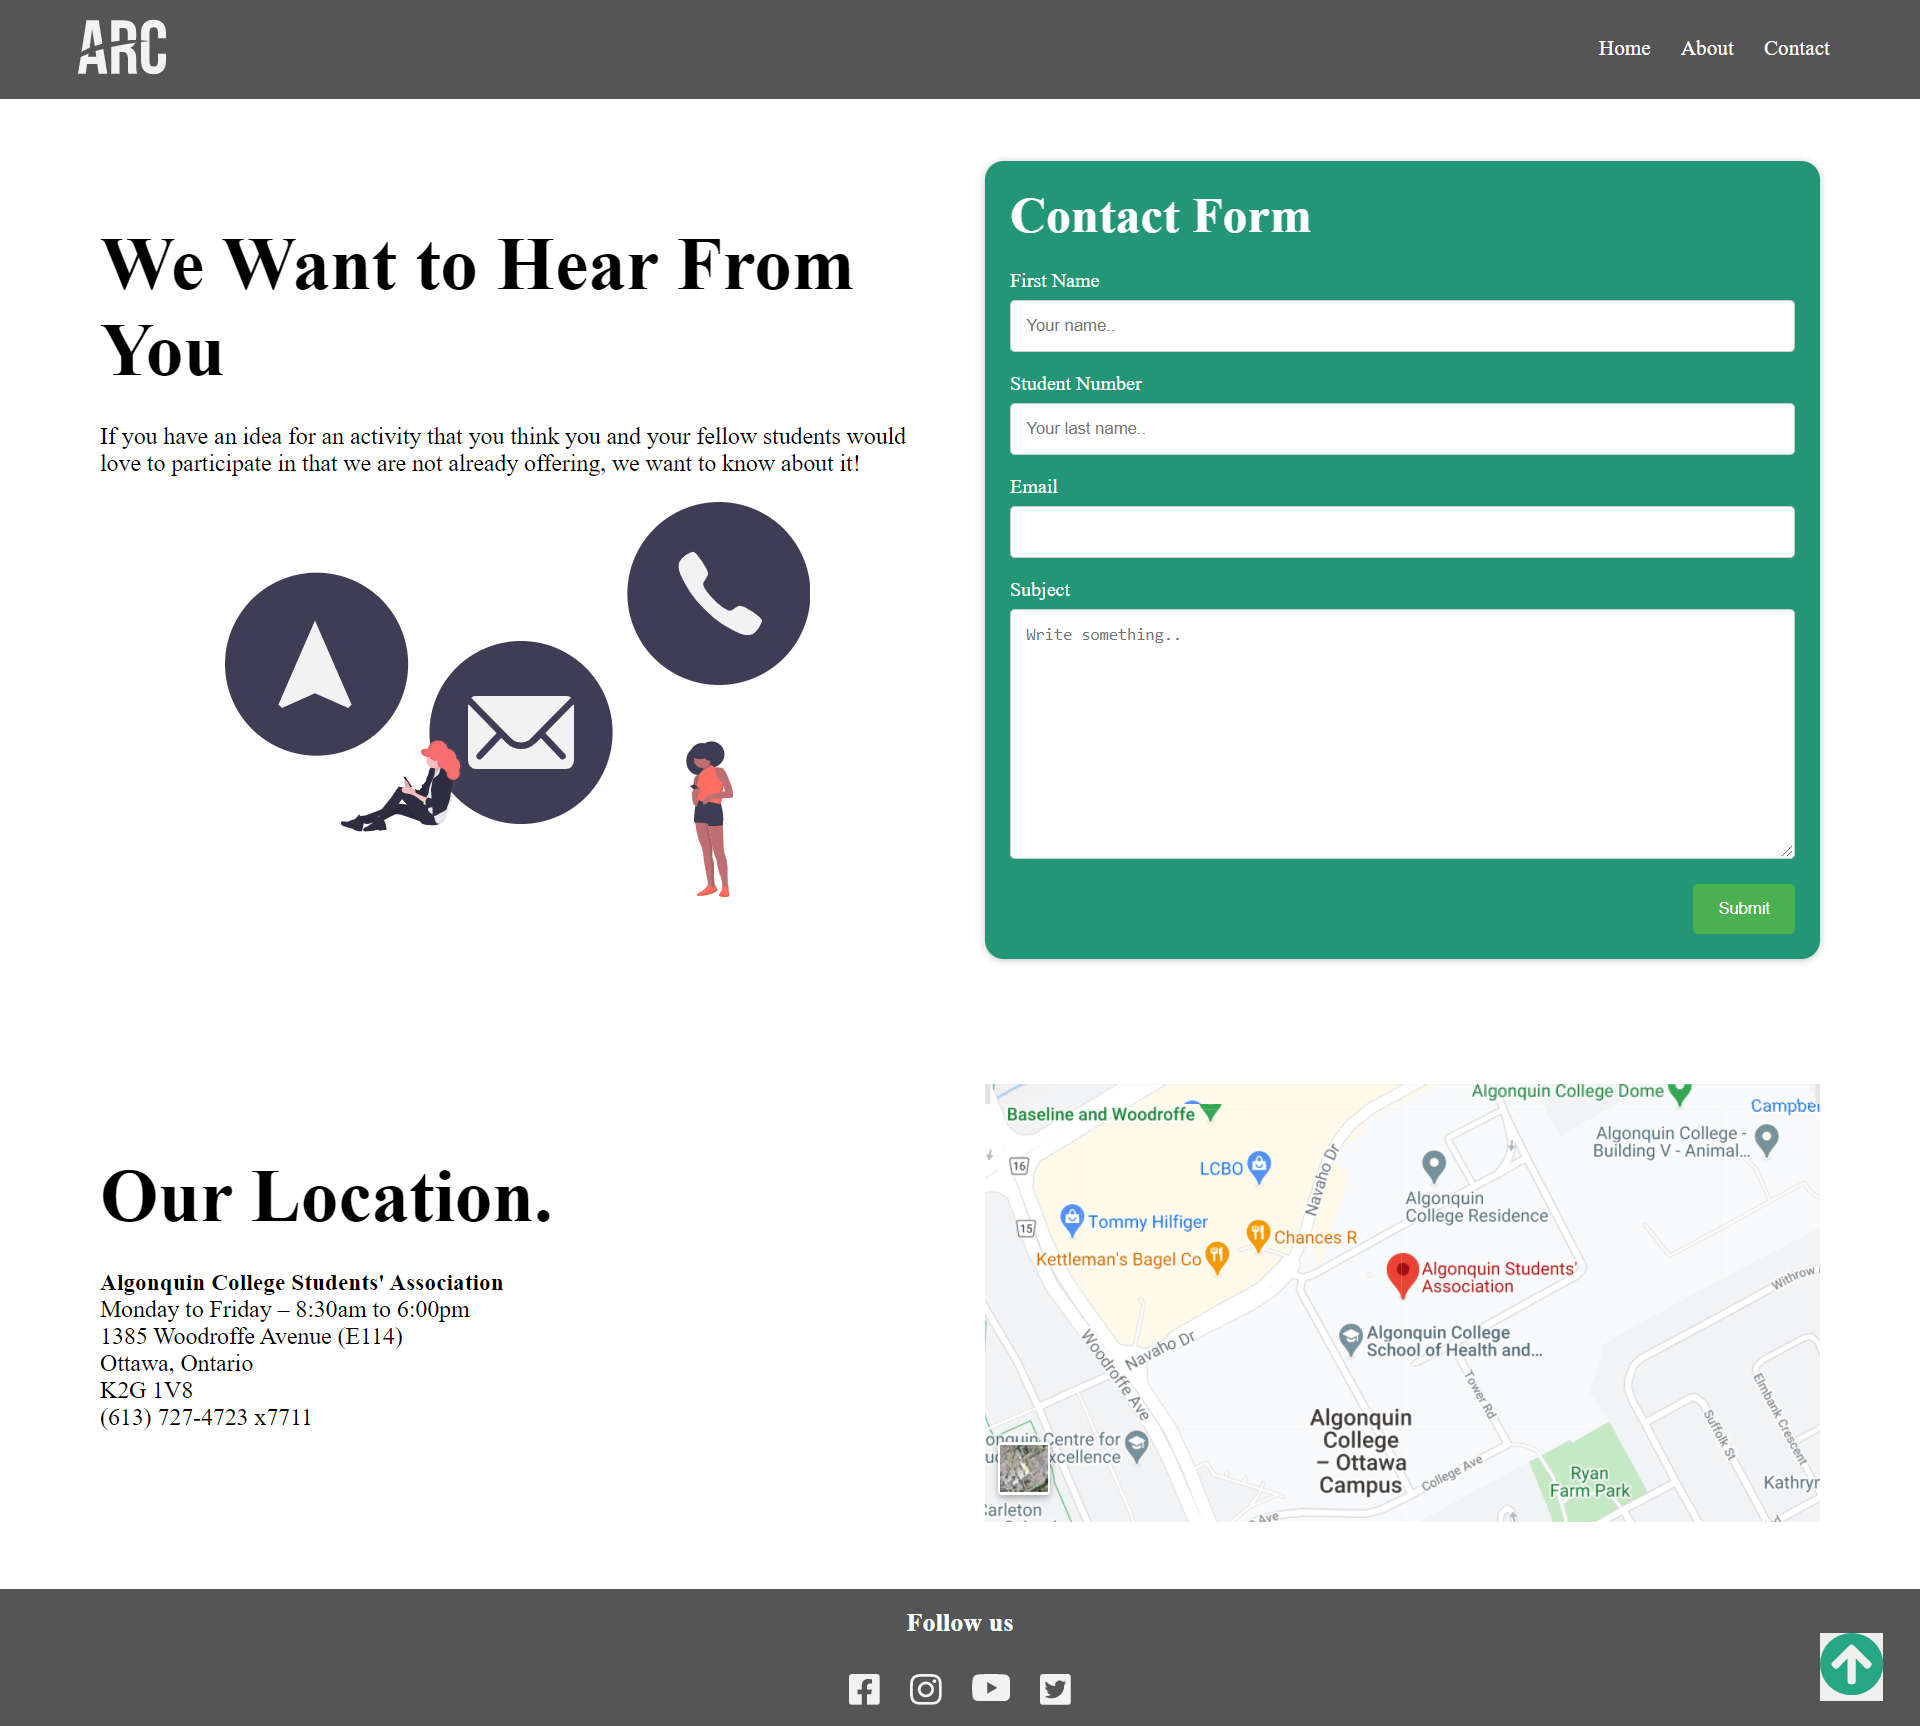 ARC
Home
About
Contact
We Want to Hear From
You
If you have an idea for an activity that you think you and your fellow students would
love to participate in that we are not already offering, we want to know about it!
Contact Form
First Name
Your name..
Student Number
Your last name..
Email
Subject
Write something..
Submit
Our Location.
Algonquin College Students' Association
Monday to Friday – 8:30am to 6:00pm
1385 Woodroffe Avenue (E114)
Ottawa, Ontario
K2G 1V8
(613) 727-4723 x7711
Algonquin College Dome
Baseline and Woodroffe
Campbel
Algonquin College -
Building V - Animal...
16
LCBO
Navaho Dr
Algonquin
College Residence
15
Tommy Hilfiger
Chances R
Kettleman's Bagel Co
Algonquin Students'
Association
Withrow
Algonquin College
School of Health and...
Navaho Dr
Woodroffe Ave
Tower Rd
Elmbank Crescent
Suffolk St
Algonquin
College
– Ottawa
Campus
onquin Centre for
xcellence
College Ave
Ryan
Farm Park
Kathryn
Carleton
Ave
Follow us